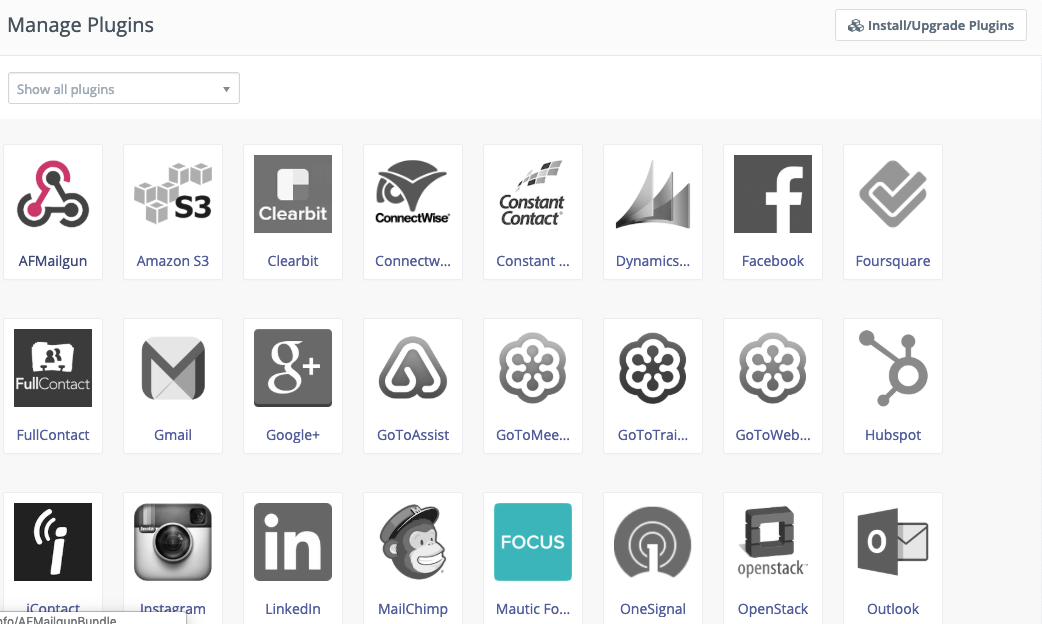 Manage Plugins
Install/Upgrade Plugins
Show all plugins
S3
Clearbit
ConnectWise
Constant
Contact
AFMailgun
Amazon S3
Clearbit
Connectw...
Constant ...
Dynamics...
Facebook
Foursquare
FullContact
g+
FullContact
Gmail
Google+
GoToAssist
GoToMee...
GoToTrai...
GoToWeb...
Hubspot
i
in
FOCUS
openstack
O
iContact
Instagram
LinkedIn
MailChimp
Mautic Fo...
OneSignal
OpenStack
Outlook
nfo/AFMailgunBundle